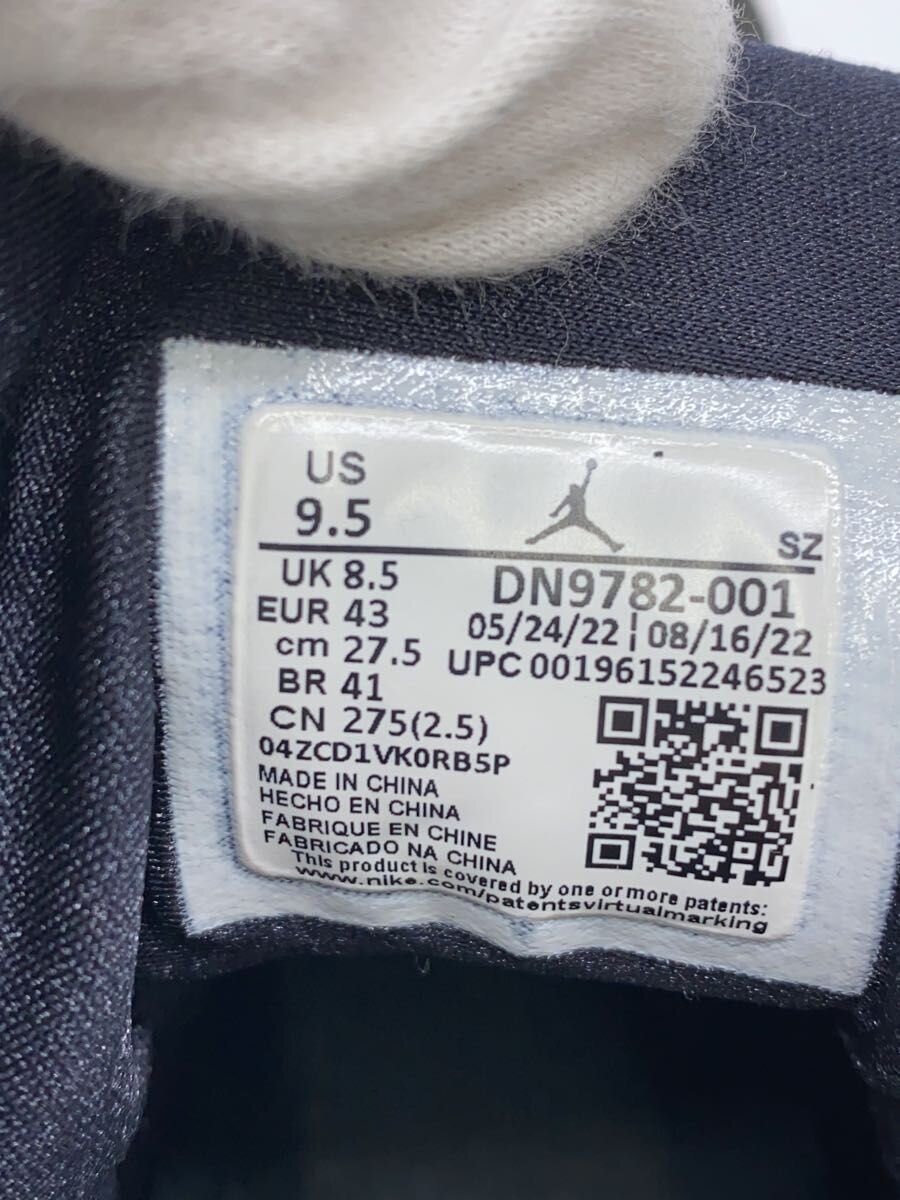 US
9.5
SZ
UK 8.5
EUR 43
cm 27.5
BR 41
CN 275(2.5)
DN9782-001
05/24/22 ¦ 08/16/22
UPC 00196152246523
04ZCD1VK0RB5P
MADE IN CHINA
HECHO EN CHINA
FABRIQUE EN CHINE
FABRICADO NA CHINA
This product is covered by one or more patents:
www.nike.com/patentsvirtualmarking